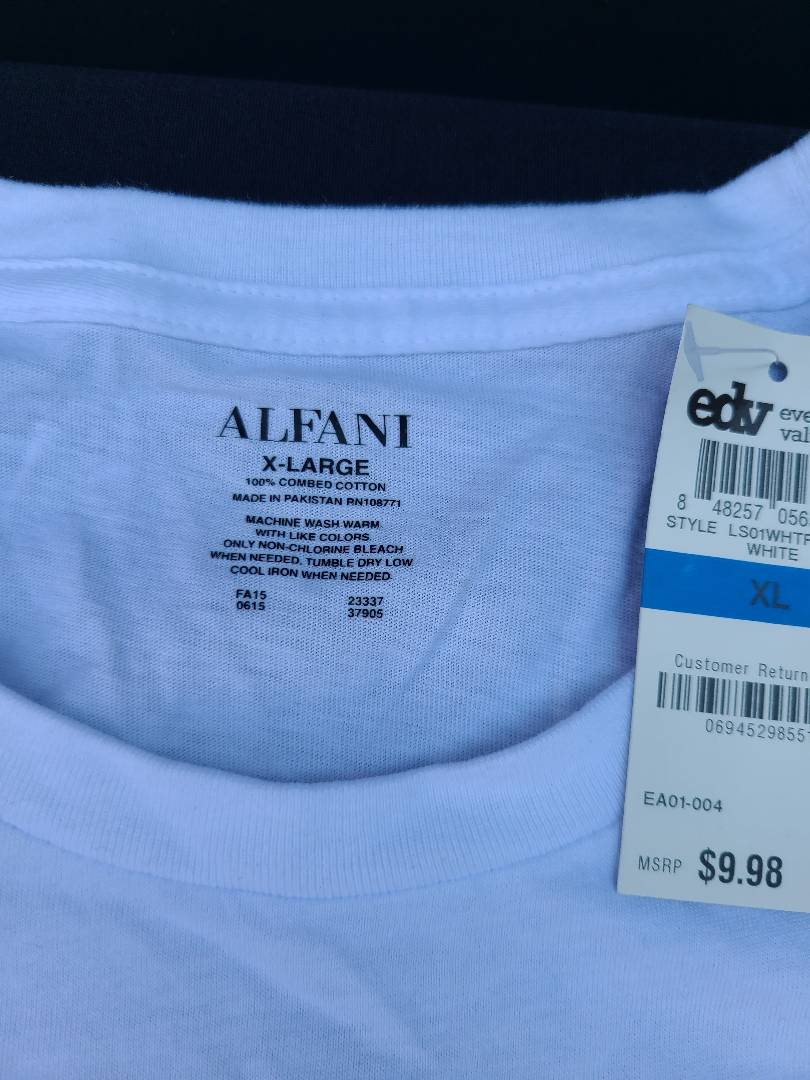 ALFANI
X-LARGE
100% COMBED COTTON
MADE IN PAKISTAN RN108771
MACHINE WASH WARM
WITH LIKE COLORS.
ONLY NON-CHLORINE BLEACH
WHEN NEEDED. TUMBLE DRY LOW
COOL IRON WHEN NEEDED.
FA15 23337
0615 37905
edv
8 48257
STYLE
WHITE
XL
Customer
EA01-004
MSRP $9.98